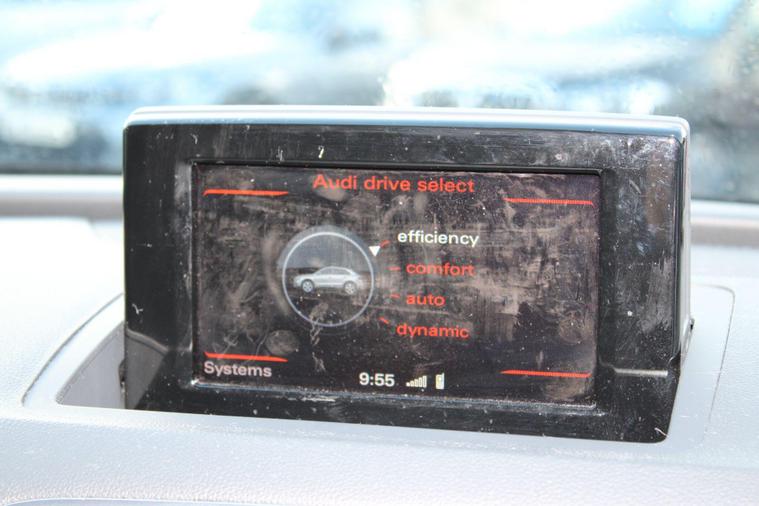 Audi drive select
efficiency
comfort
auto
dynamic
Systems
9:55